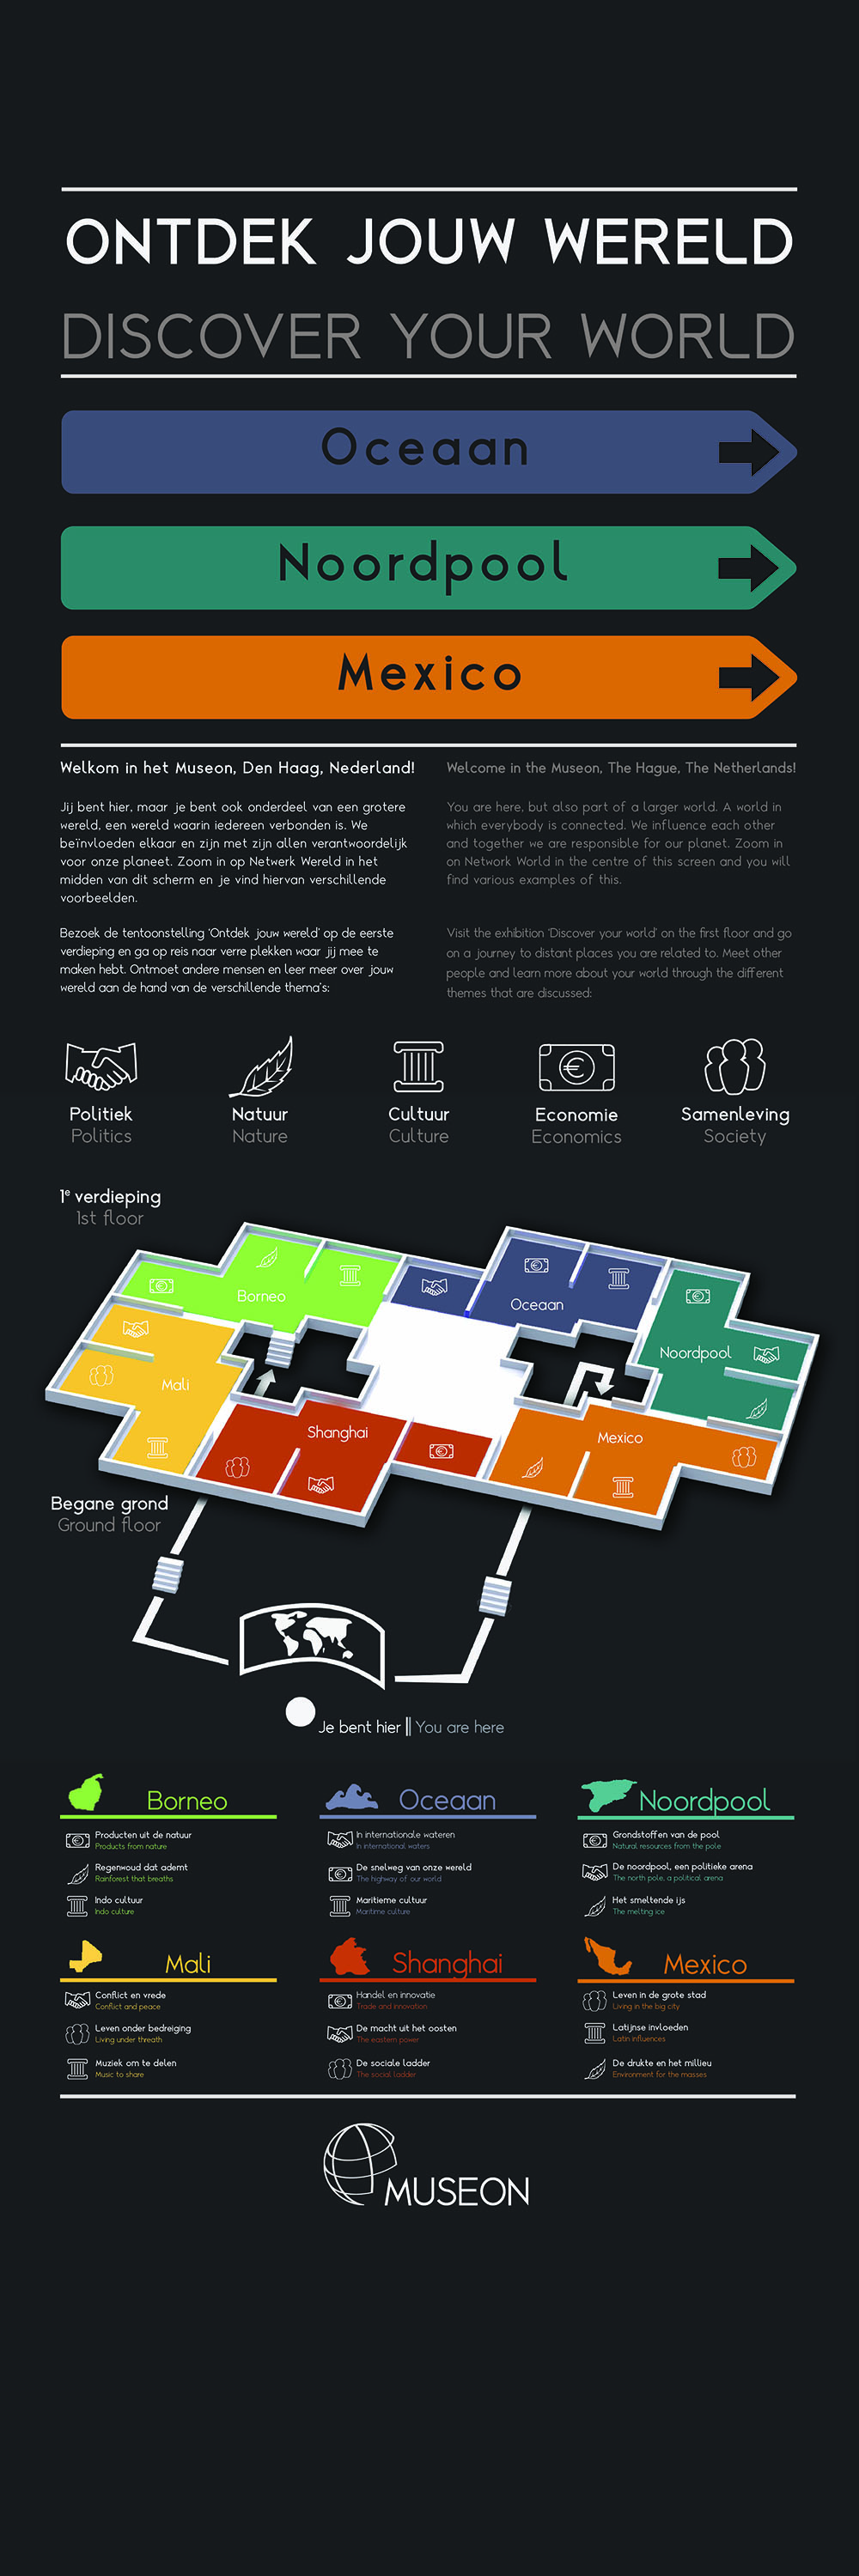 ONTDEK JOUW WERELD
DISCOVER YOUR WORLD
Oceaan
Noordpool
Mexico
Welkom in het Museon, Den Haag, Nederland!
Jij bent hier, maar je bent ook onderdeel van een grotere
wereld, een wereld waarin iedereen verbonden is. We
beïnvloeden elkaar en zijn met zijn allen verantwoordelijk
voor onze planeet. Zoom in op Netwerk Wereld in het
midden van dit scherm en je vind hiervan verschillende
voorbeelden.
Bezoek de tentoonstelling 'Ontdek jouw wereld' op de eerste
verdieping en ga op reis naar verre plekken waar jij mee te
maken hebt. Ontmoet andere mensen en leer meer over jouw
wereld aan de hand van de verschillende thema's:
Welcome in the Museon, The Hague, The Netherlands!
You are here, but also part of a larger world. A world in
which everybody is connected. We influence each other
and together we are responsible for our planet. Zoom in
on Network World in the centre of this screen and you will
find various examples of this.
Visit the exhibition 'Discover your world' on the first floor and go
on a journey to distant places you are related to. Meet other
people and learn more about your world through the different
themes that are discussed:
Politiek
Politics
Natuur
Nature
Cultuur
Culture
Economie
Economics
Samenleving
Society
1e verdieping
1st floor
Borneo
Oceaan
Noordpool
Mali
Shanghai
Mexico
Begane grond
Ground floor
Je bent hier || You are here
Borneo
Producten uit de natuur
Products from nature
Regenwoud dat ademt
Rainforest that breaths
Indo cultuur
Indo culture
Oceaan
In internationale wateren
In international waters
De snelweg van onze wereld
The highway of our world
Maritieme cultuur
Maritime culture
Noordpool
Grondstoffen van de pool
Natural resources from the pole
De noordpool, een politieke arena
The north pole, a political arena
Het smeltende ijs
The melting ice
Mali
Conflict en vrede
Conflict and peace
Leven onder bedreiging
Living under threath
Muziek om te delen
Music to share
Shanghai
Handel en innovatie
Trade and innovation
De macht uit het oosten
The eastern power
De sociale ladder
The social ladder
Mexico
Leven in de grote stad
Living in the big city
Latijnse invloeden
Latin influences
De drukte en het millieu
Environment for the masses
MUSEON